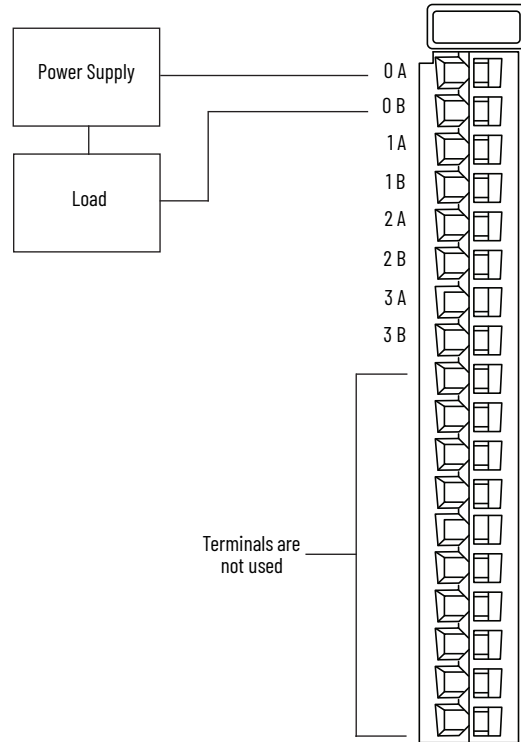 Power Supply
Load
0 A
0 B
1 A
1 B
2 A
2 B
3 A
3 B
Terminals are
not used